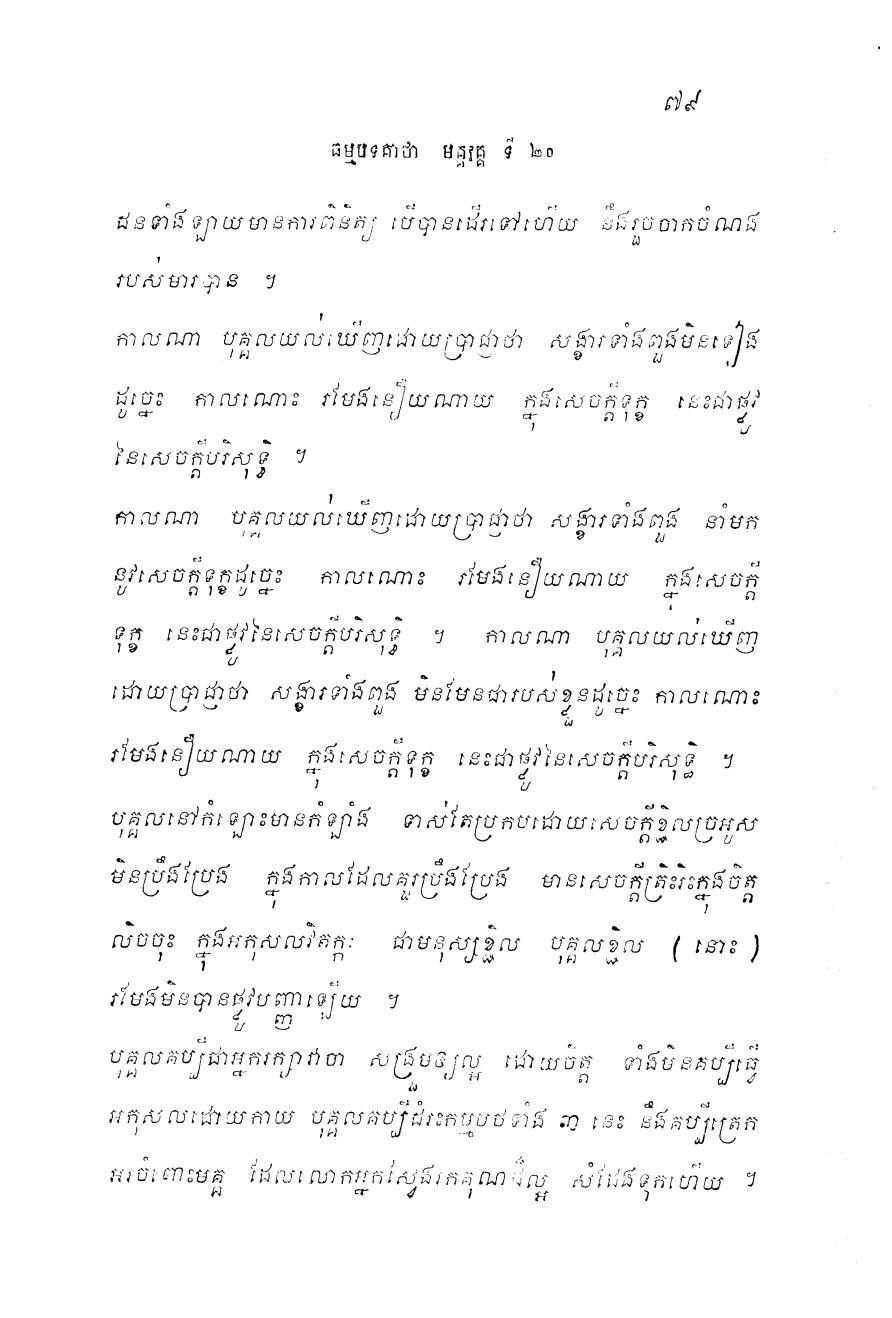 ៧៩
ធម្មបទគាថា មគ្គវគ្គ ទី ២០
ជនទាំងឡាយមានការពិនិត្យ បើបានដើរទៅហើយ នឹងរួចចាកចំណង
របស់មារបាន ។
កាលណា បុគ្គលយល់ឃើញដោយប្រាជ្ញាថា សង្ខារទាំងពួងមិនទៀង
ដូច្នេះ កាលណោះ រមែងនឿយណាយ ក្នុងសេចក្តីទុក្ខ នេះជាផ្លូវ
នៃសេចក្តីបរិសុទ្ធិ ។
កាលណា បុគ្គលយល់ឃើញដោយប្រាជ្ញាថា សង្ខារទាំងពួង នាំមក
នូវសេចក្តីទុក្ខដូច្នេះ កាលណោះ រមែងនឿយណាយ ក្នុងសេចក្តី
ទុក្ខ នេះជាផ្លូវនៃសេចក្តីបរិសុទ្ធិ ។ កាលណា បុគ្គលយល់ឃើញ
ដោយប្រាជ្ញាថា សង្ខារទាំងពួង មិនមែនជារបស់ខ្លួនដូច្នេះ កាលណោះ
រមែងនឿយណាយ ក្នុងសេចក្តីទុក្ខ នេះជាផ្លូវនៃសេចក្តីបរិសុទ្ធិ ។
បុគ្គលនៅកំឡោះមានកំឡាំង ទាស់តែប្រកបដោយសេចក្តីខ្ជិលច្រអូស
មិនប្រឹងប្រែង ក្នុងកាលដែលគួរប្រឹងប្រែង មានសេចក្តីត្រិះរិះក្នុងចិត្ត
លិចចុះ ក្នុងអកុសលវិតក្កៈ ជាមនុស្សខ្ជិល បុគ្គលខ្ជិល ( នោះ )
រមែងមិនបានផ្លូវបញ្ញាឡើយ ។
បុគ្គលគប្បីជាអ្នករក្សាវាចា សង្រួមឲ្យល្អ ដោយចិត្ត ទាំងមិនគប្បីធ្វើ
អកុសលដោយកាយ បុគ្គលគប្បីជំរះកម្មបថទាំង ៣ នេះ នឹងគប្បីត្រេក
អរចំពោះមគ្គ ដែលលោកអ្នកស្វែងរកគុណដ៏ល្អ សំដែងទុកហើយ ។